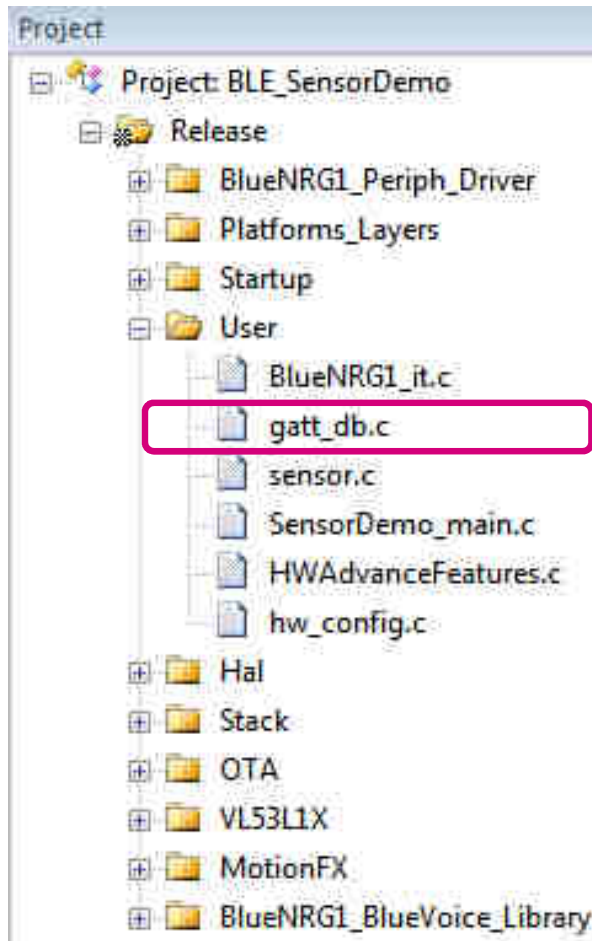 Project
Project: BLE_SensorDemo
Release
BlueNRG1_Periph_Driver
Platforms_Layers
Startup
User
BlueNRG1_it.c
gatt_db.c
sensor.c
SensorDemo_main.c
HWAdvanceFeatures.c
hw_config.c
Hal
Stack
OTA
VL53L1X
MotionFX
BlueNRG1_BlueVoice_Library